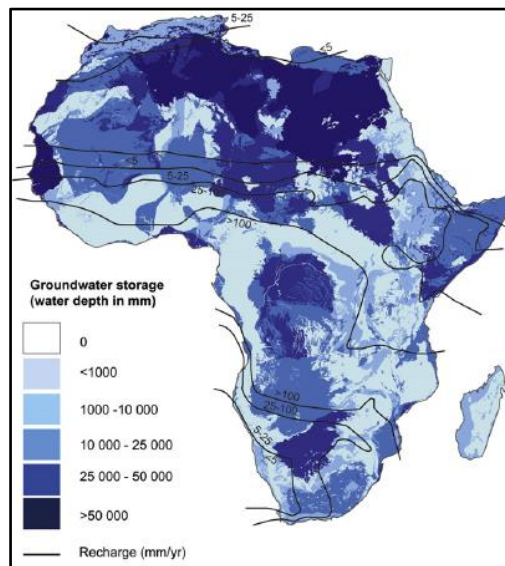 5-25
<5
<5
5-25
25-100
>100
Groundwater storage
(water depth in mm)
0
<1000
1000 -10 000
10 000 - 25 000
25 000 - 50 000
>50 000
Recharge (mm/yr)
>100
25-100
5-25